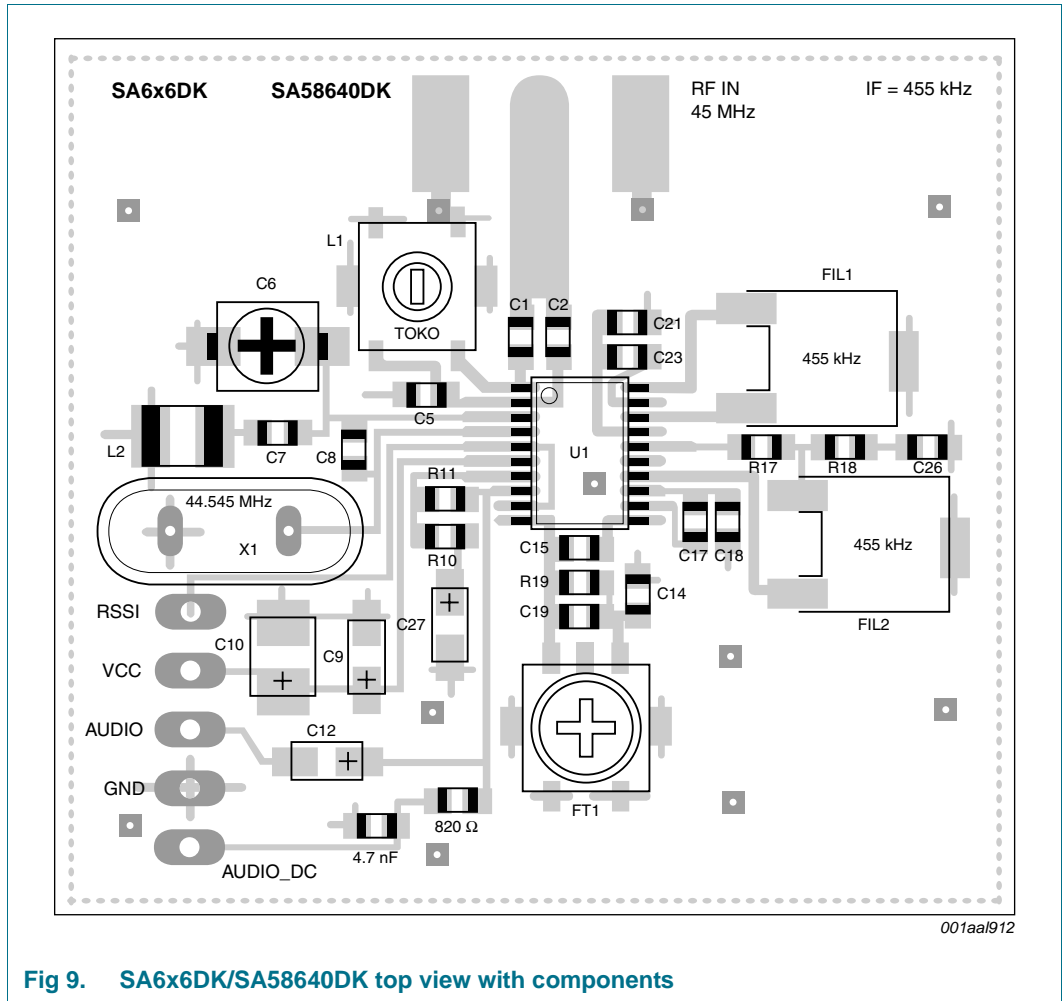 SA6x6DK SA58640DK RF IN IF = 455 kHz
45 MHz
L1
C6
FIL1
C1 C2
C21
TOKO
C23
455 kHz
C5
L2
C7
C8
U1
R17 R18 C26
R11
44.545 MHz
X1
R10
C15
C17 C18
455 kHz
R19
C14
RSSI
C19
C10
C9
C27
FIL2
VCC
AUDIO
C12
GND
FT1
820 Ω
4.7 nF
AUDIO_DC
001aal912
Fig 9. SA6x6DK/SA58640DK top view with components